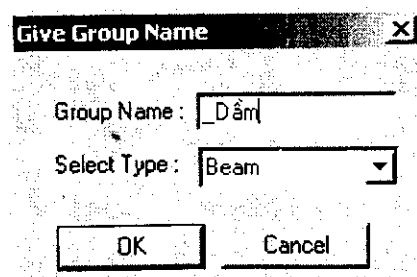 Give Group Name
Group Name : _Dầm
Select Type : Beam
OK Cancel